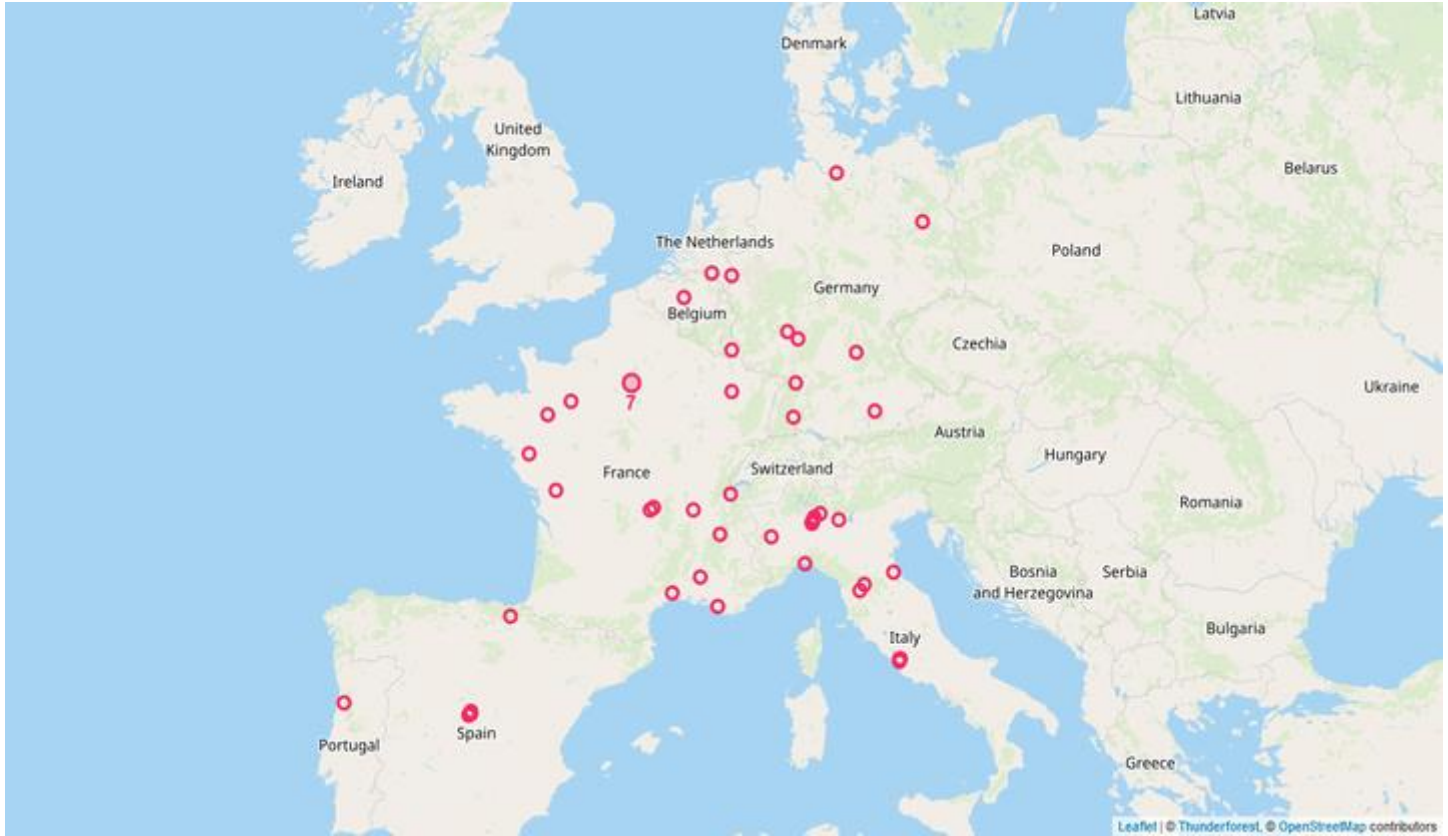 Latvia
Denmark
Lithuania
United
Kingdom
Belarus
Ireland
The Netherlands
Poland
Germany
Belgium
Czechia
Ukraine
7
Austria
Hungary
France
Switzerland
Romania
Bosnia
and Herzegovina
Serbia
Bulgaria
Italy
Spain
Portugal
Greece
Leaflet | © Thunderforest, © OpenStreetMap contributors